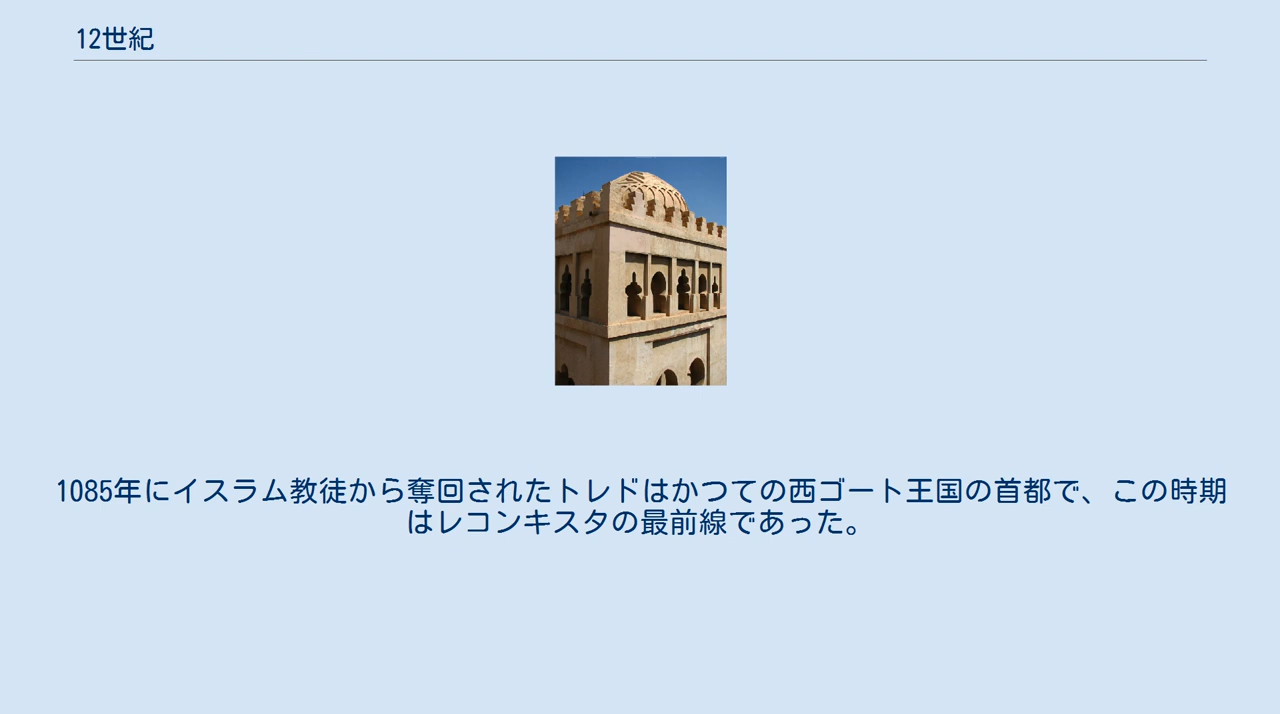 12世紀
1085年にイスラム教徒から奪回されたトレドはかつての西ゴート王国の首都で、この時期
はレコンキスタの最前線であった。